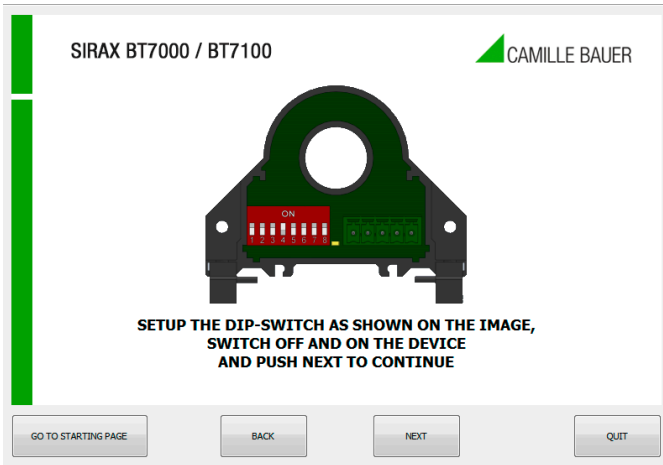 SIRAX BT7000 / BT7100
CAMILLE BAUER
ON
1 2 3 4 5 6 7 8
SETUP THE DIP-SWITCH AS SHOWN ON THE IMAGE,
SWITCH OFF AND ON THE DEVICE
AND PUSH NEXT TO CONTINUE
GO TO STARTING PAGE
BACK
NEXT
QUIT